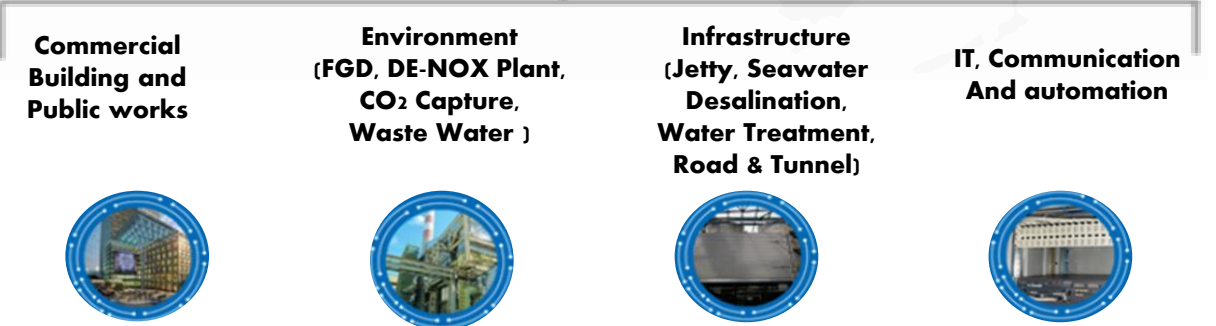 Commercial
Building and
Public works
Environment
(FGD, DE-NOX Plant,
CO₂ Capture,
Waste Water )
Infrastructure
(Jetty, Seawater
Desalination,
Water Treatment,
Road & Tunnel)
IT, Communication
And automation